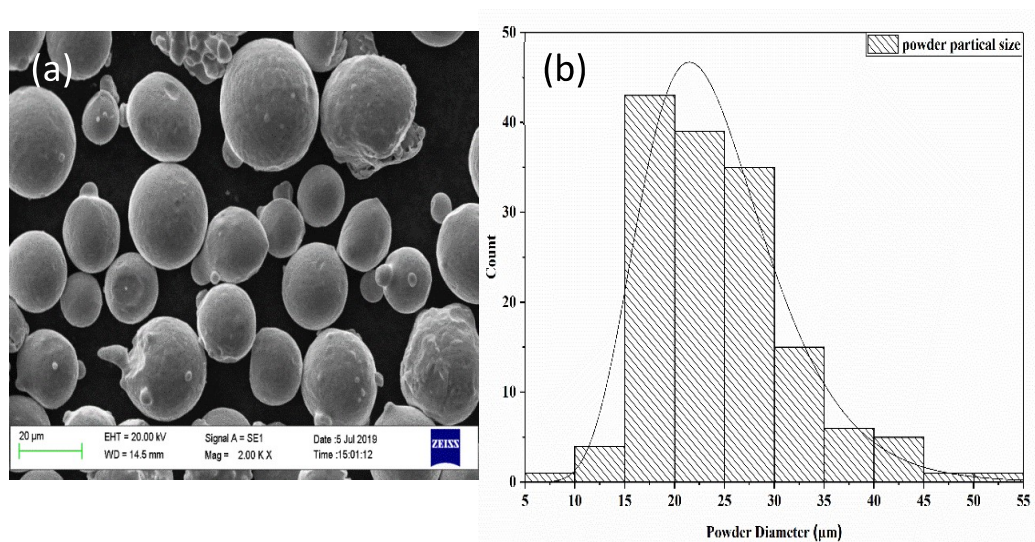 (a)
20 µm
EHT = 20.00 kV
Signal A = SE1
Date :5 Jul 2019
WD = 14.5 mm
Mag = 2.00 K X
Time :15:01:12
ZEISS
(b)
powder partical size
50
40
30
20
10
0
Count
5 10 15 20 25 30 35 40 45 50 55
Powder Diameter (µm)